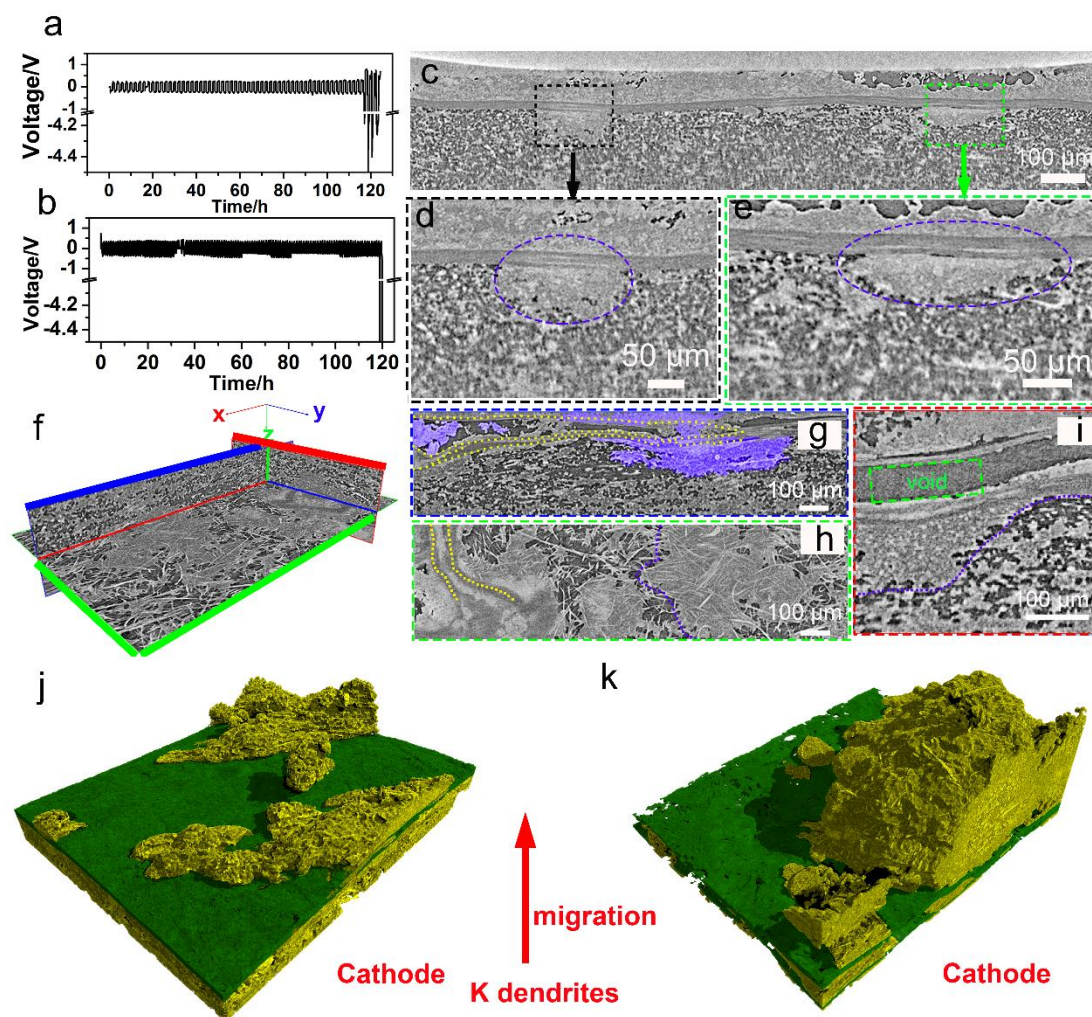 a
Voltage/V
1
0
-1
-4.2
-4.4
0 20 40 60 80 100 120
Time/h
b
Voltage/V
1
0
-1
-4.2
-4.4
0 20 40 60 80 100 120
Time/h
c
100 µm
d
50 µm
e
50 µm
f
x
y
z
g
100 µm
h
100 µm
i
void
100 µm
j
k
migration
Cathode
K dendrites
Cathode